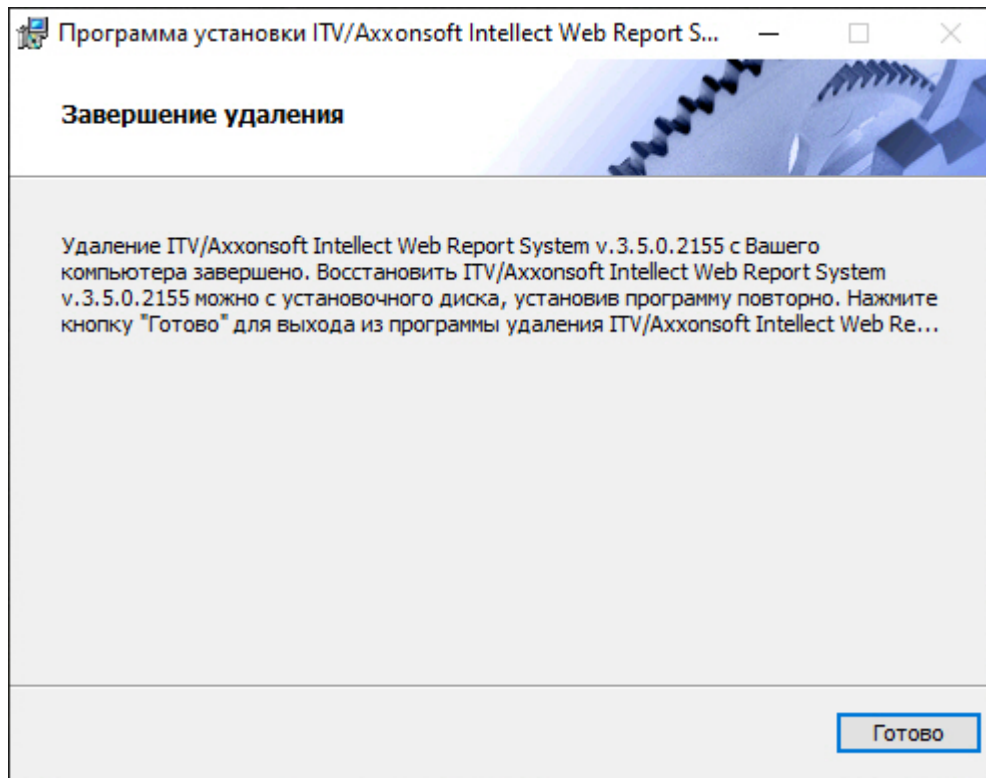 Программа установки ITV/Axxonsoft Intellect Web Report S...
Завершение удаления
Удаление ITV/Axxonsoft Intellect Web Report System v.3.5.0.2155 с Вашего
компьютера завершено. Восстановить ITV/Axxonsoft Intellect Web Report System
v.3.5.0.2155 можно с установочного диска, установив программу повторно. Нажмите
кнопку "Готово" для выхода из программы удаления ITV/Axxonsoft Intellect Web Re...
Готово